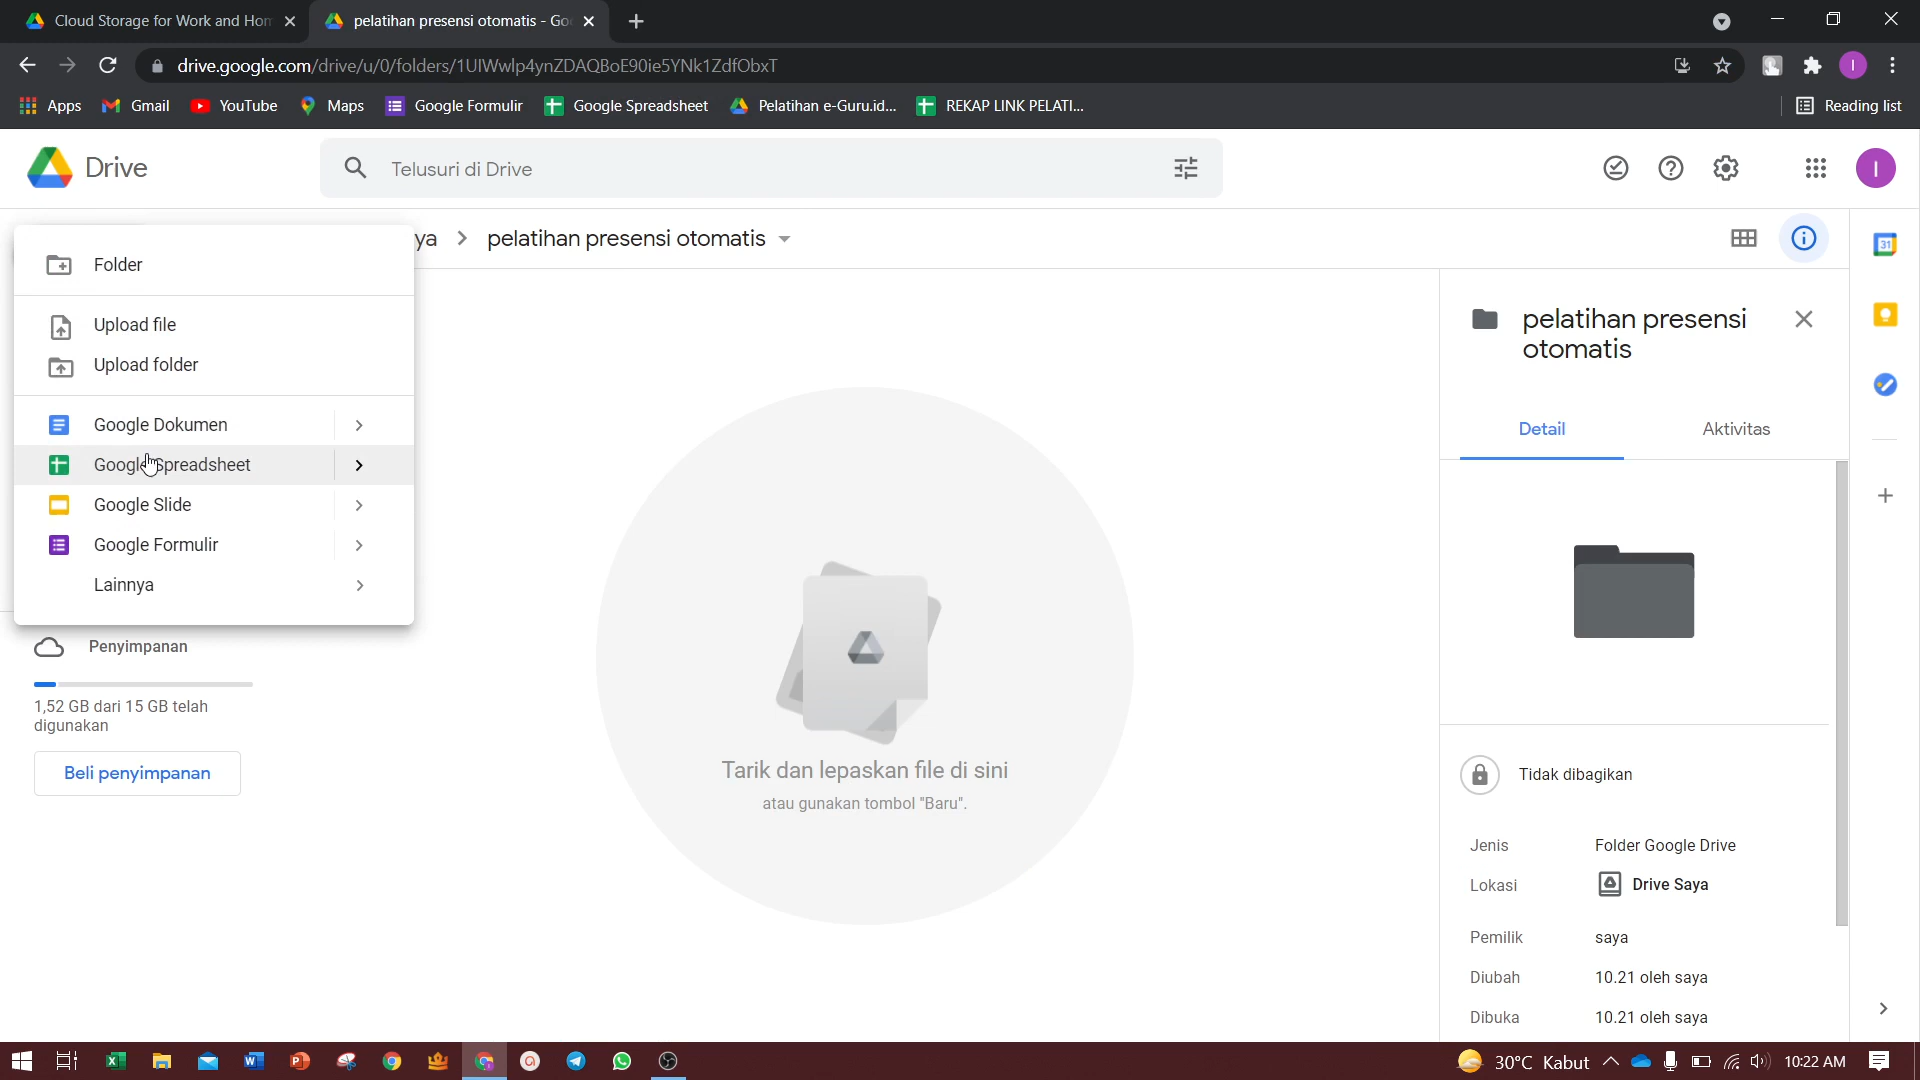 Cloud Storage for Work and Hom
pelatihan presensi otomatis - Goo
drive.google.com/drive/u/0/folders/1UIWwlp4ynZDAQBoE90ie5YNk1ZdfObxT
I
Apps
Gmail
YouTube
Maps
Google Formulir
Google Spreadsheet
Pelatihan e-Guru.id...
REKAP LINK PELATI...
Reading list
Drive
Telusuri di Drive
I
ya
pelatihan presensi otomatis
31
Folder
Upload file
Upload folder
Google Dokumen
Google Spreadsheet
Google Slide
Google Formulir
Lainnya
Penyimpanan
1,52 GB dari 15 GB telah
digunakan
Beli penyimpanan
Tarik dan lepaskan file di sini
atau gunakan tombol "Baru".
pelatihan presensi
otomatis
Detail
Aktivitas
Tidak dibagikan
Jenis
Folder Google Drive
Lokasi
Drive Saya
Pemilik
saya
Diubah
10.21 oleh saya
Dibuka
10.21 oleh saya
30°C Kabut
10:22 AM